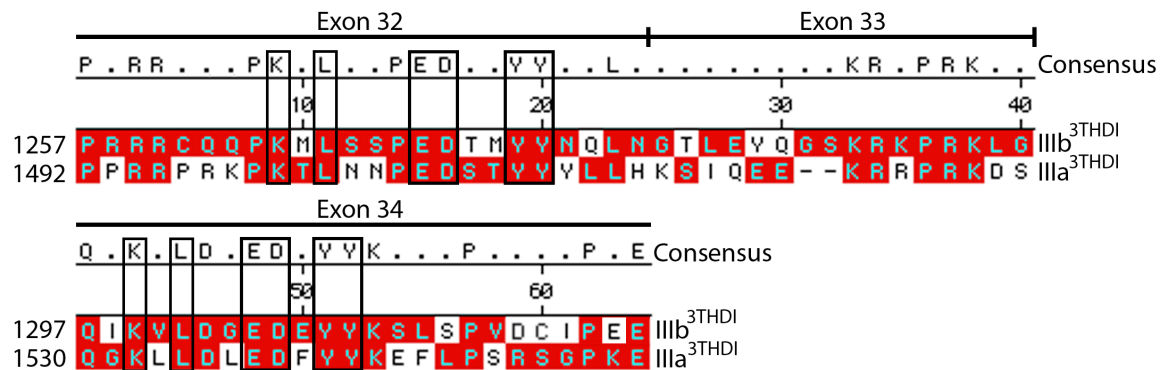 Exon 32 Exon 33
P . R R . . . P K . L . . P E D . . Y Y . . L . . . . . . . . . K R . P R K . . Consensus
10 20 30 40
1257 P R R R C Q Q P K M L S S P E D T M Y Y N Q L N G T L E Y Q G S K R K P R K L G IIIb3THDI
1492 P P R R P R K P K T L N N P E D S T Y Y Y L L H K S I Q E E - - K R R P R K D S IIIa3THDI
Exon 34
Q . K . L D . E D . Y Y K . . . P . . . . P . E Consensus
50 60
1297 Q I K V L D G E D E Y Y K S L S P V D C I P E E IIIb3THDI
1530 Q G K L L D L E D F Y Y K E F L P S R S G P K E IIIa3THDI